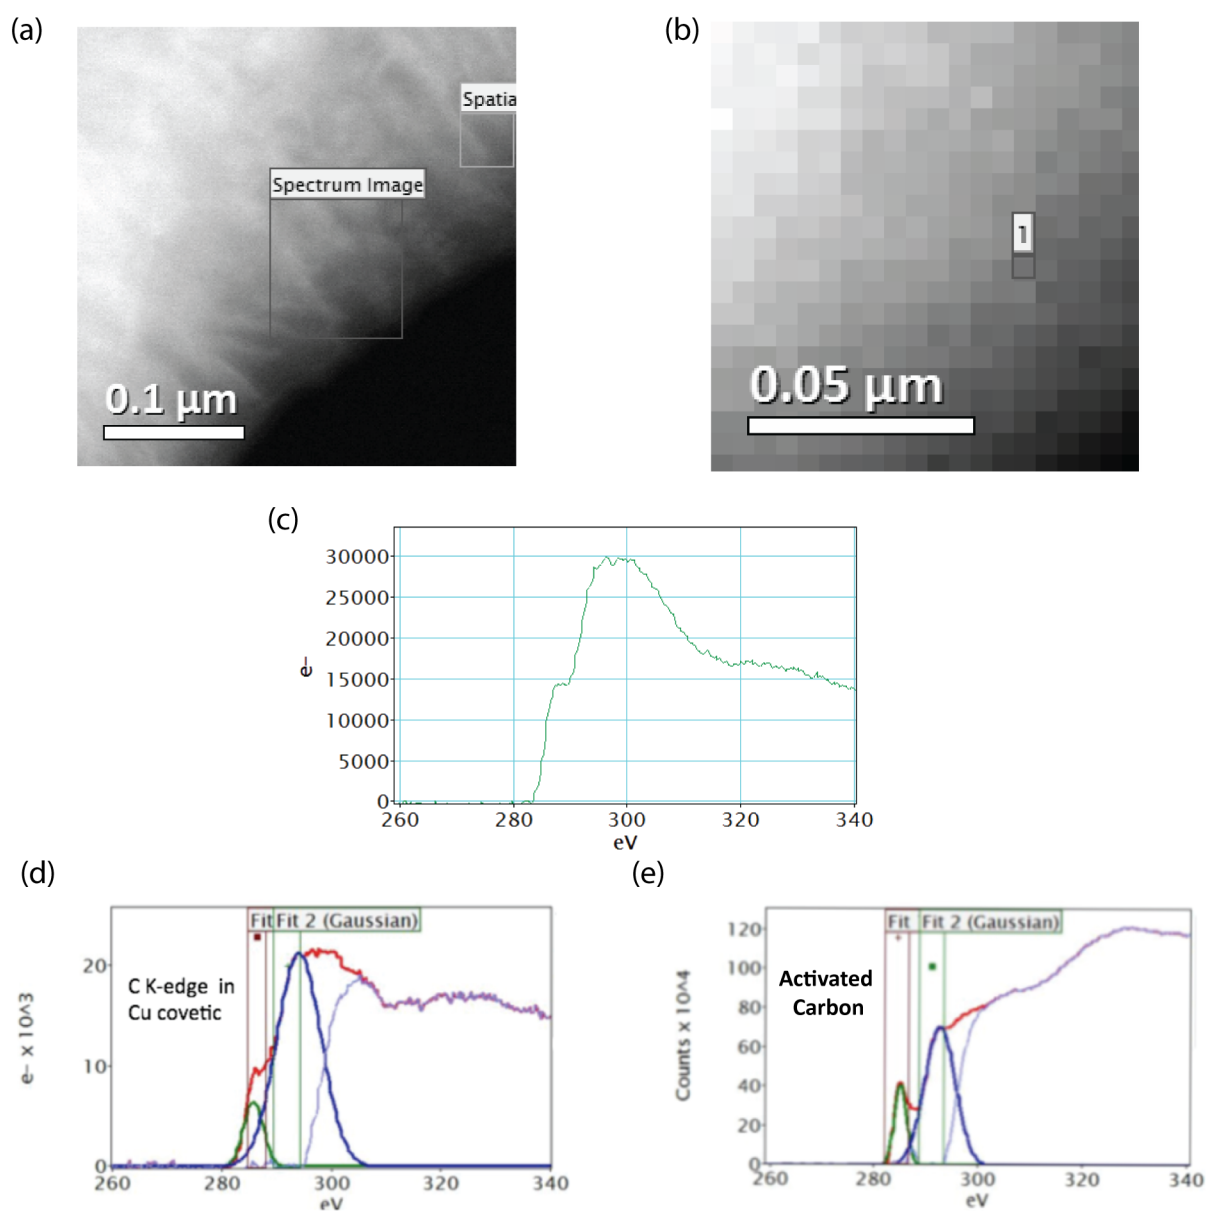 (a)
(b)
Spatia
Spectrum Image
0.1 µm
1
0.05 µm
(c)
30000
25000
20000
15000
10000
5000
0
e–
260 280 300 320 340
eV
(d)
(e)
Fit Fit 2 (Gaussian)
C K-edge in
Cu covetic
20
10
0
e– x 10^3
260 280 300 320 340
eV
Fit Fit 2 (Gaussian)
Activated
Carbon
120
100
80
60
40
20
0
Counts x 10^4
260 280 300 320 340
eV